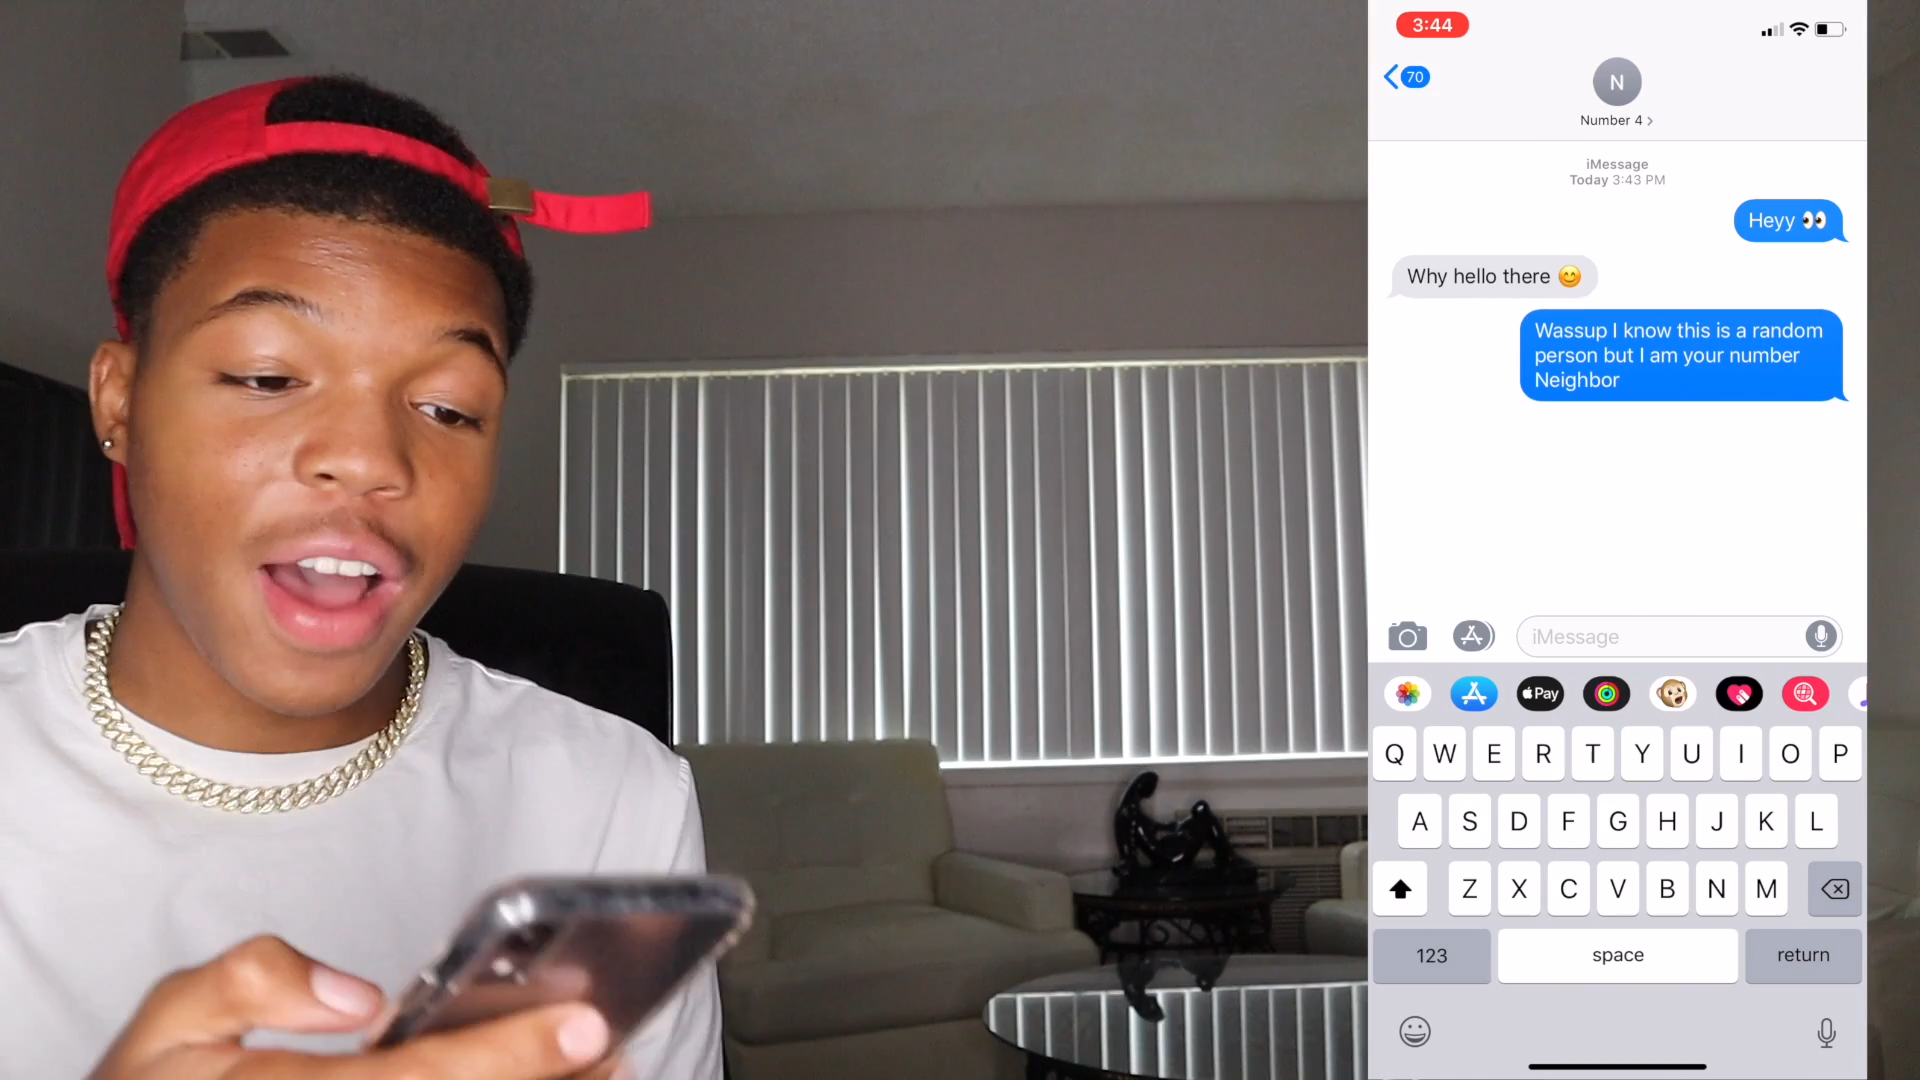 3:44
70
N
Number 4
iMessage
Today 3:43 PM
Heyy 👀
Why hello there 😊
Wassup I know this is a random
person but I am your number
Neighbor
iMessage
Pay
Q W E R T Y U I O P
A S D F G H J K L
Z X C V B N M
123 space return